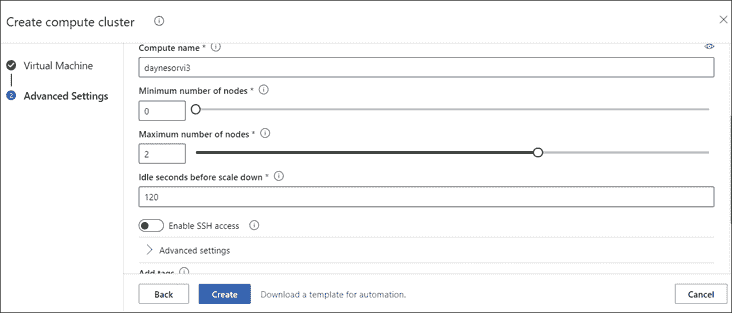 Create compute cluster
Virtual Machine
2 Advanced Settings
Compute name *
daynesorvi3
Minimum number of nodes *
0
Maximum number of nodes *
2
Idle seconds before scale down *
120
Enable SSH access
Advanced settings
Add tags
Back
Create
Download a template for automation.
Cancel